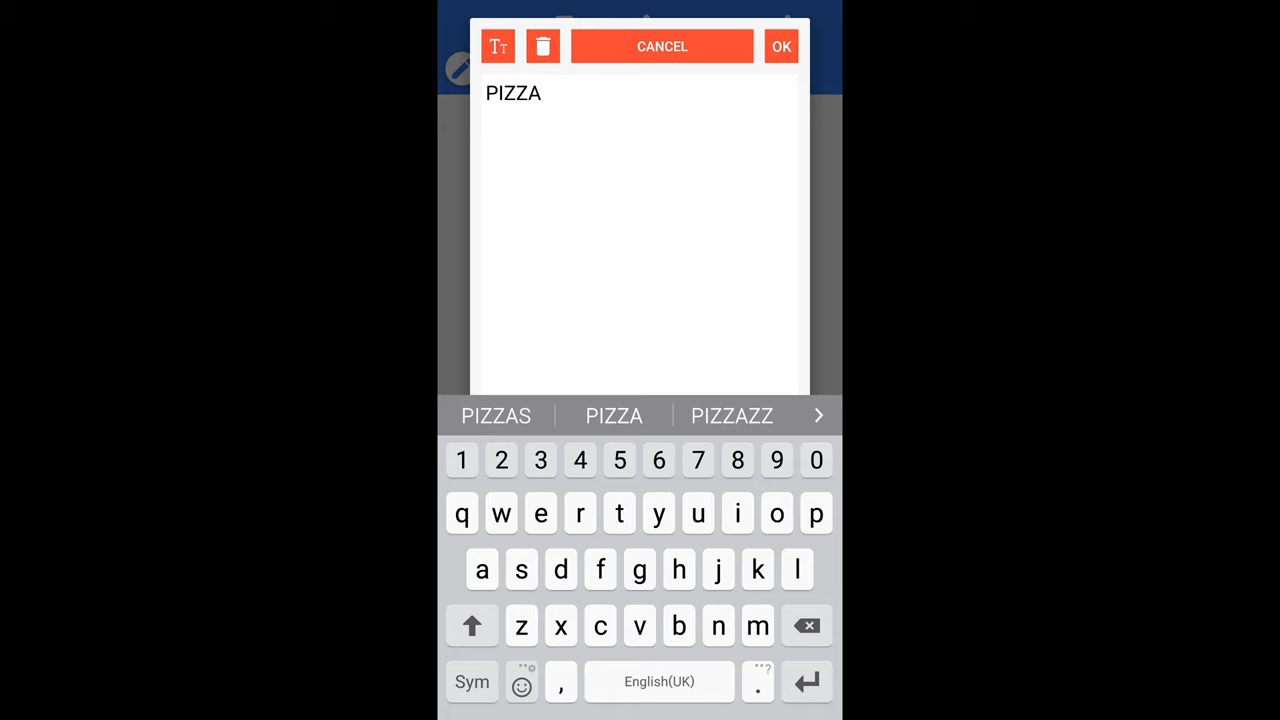 TT CANCEL OK
PIZZA
PIZZAS PIZZA PIZZAZZ
1 2 3 4 5 6 7 8 9 0
q w e r t y u i o p
a s d f g h j k l
z x c v b n m
Sym , English(UK) . ?